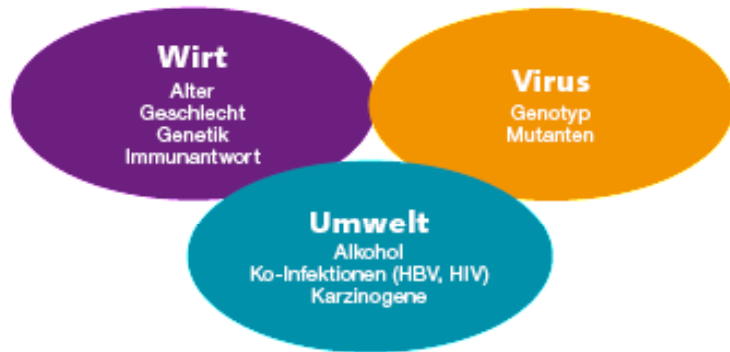 Wirt
Alter
Geschlecht
Genetik
Immunantwort
Virus
Genotyp
Mutanten
Umwelt
Alkohol
Ko-Infektionen (HBV, HIV)
Karzinogene